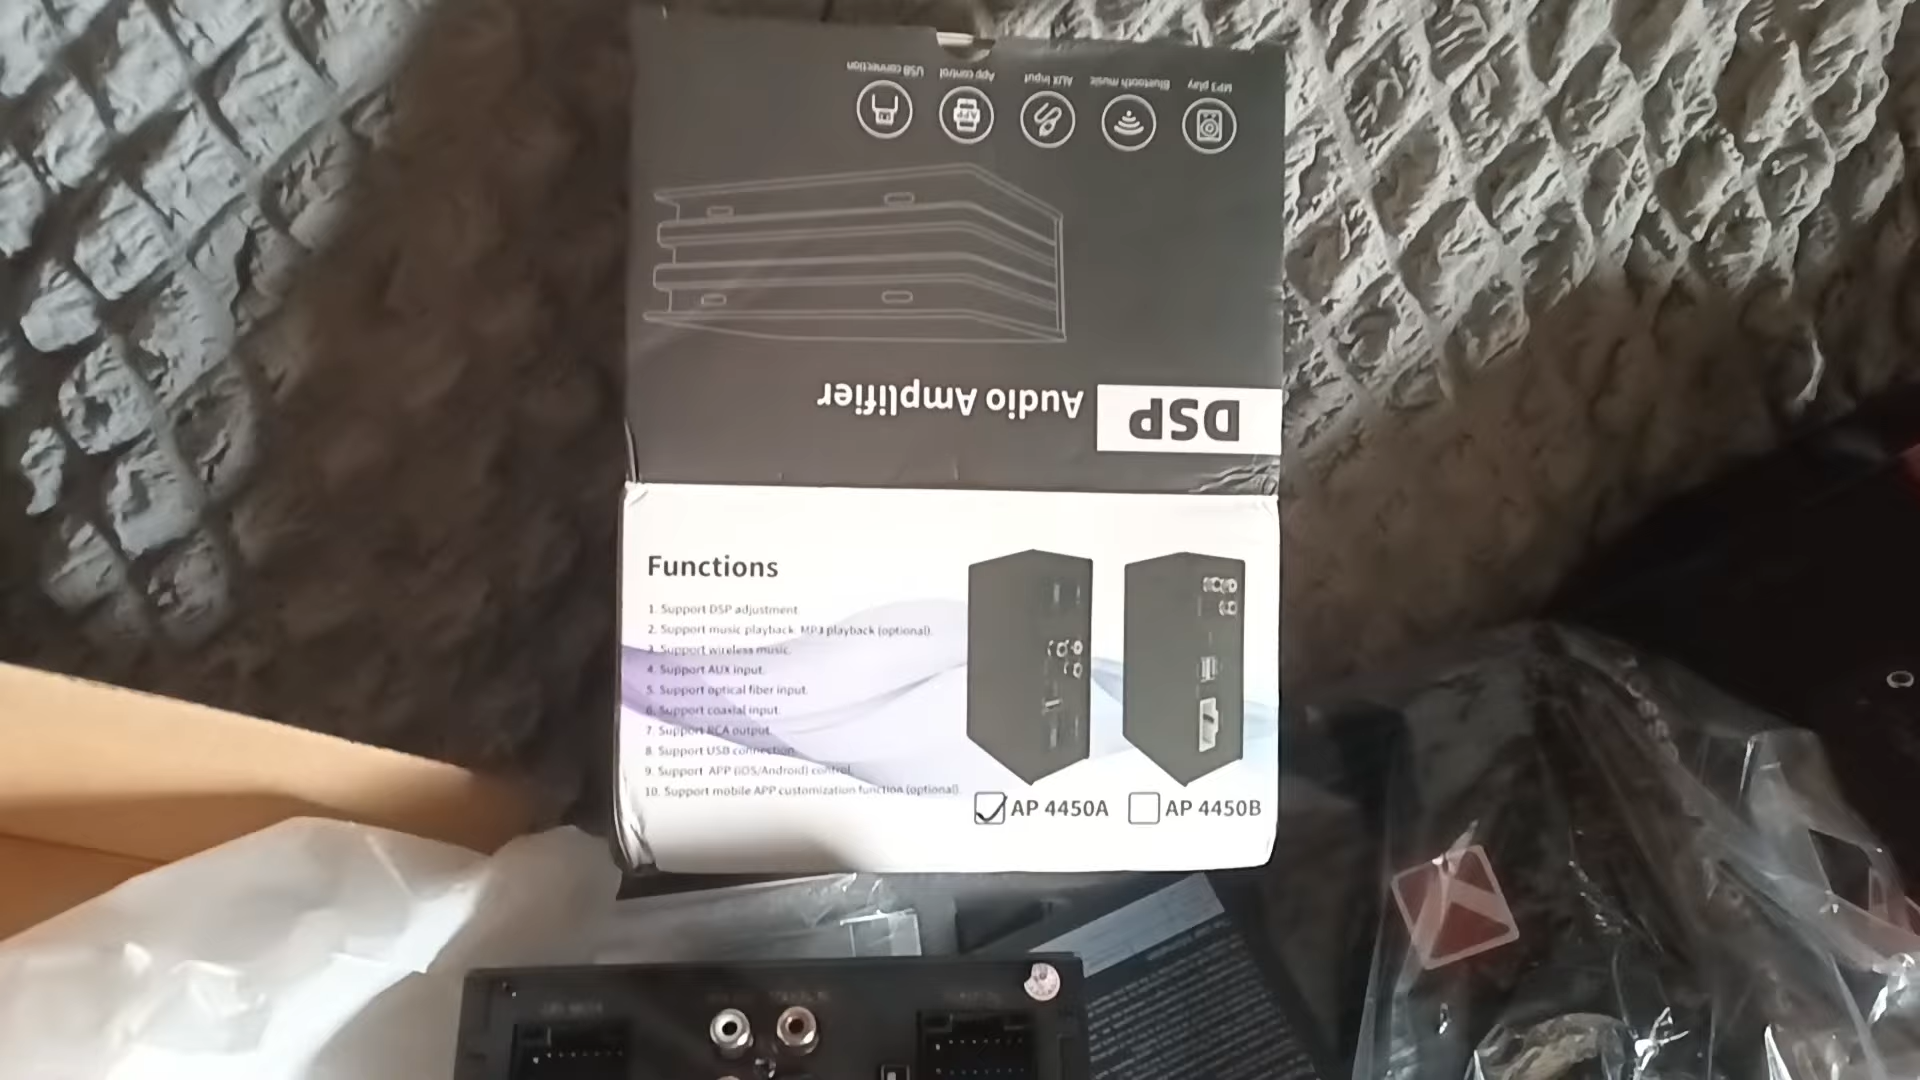 USB connection
App control
AUX input
Bluetooth music
MP3 play
DSP
Audio Amplifier
Functions
1. Support DSP adjustment.
2. Support music playback: MP3 playback (optional).
3. Support wireless music.
4. Support AUX input.
5. Support optical fiber input.
6. Support coaxial input.
7. Support RCA output.
8. Support USB connection.
9. Support APP (iOS/Android) control.
10. Support mobile APP customization function (optional).
AP 4450A
AP 4450B